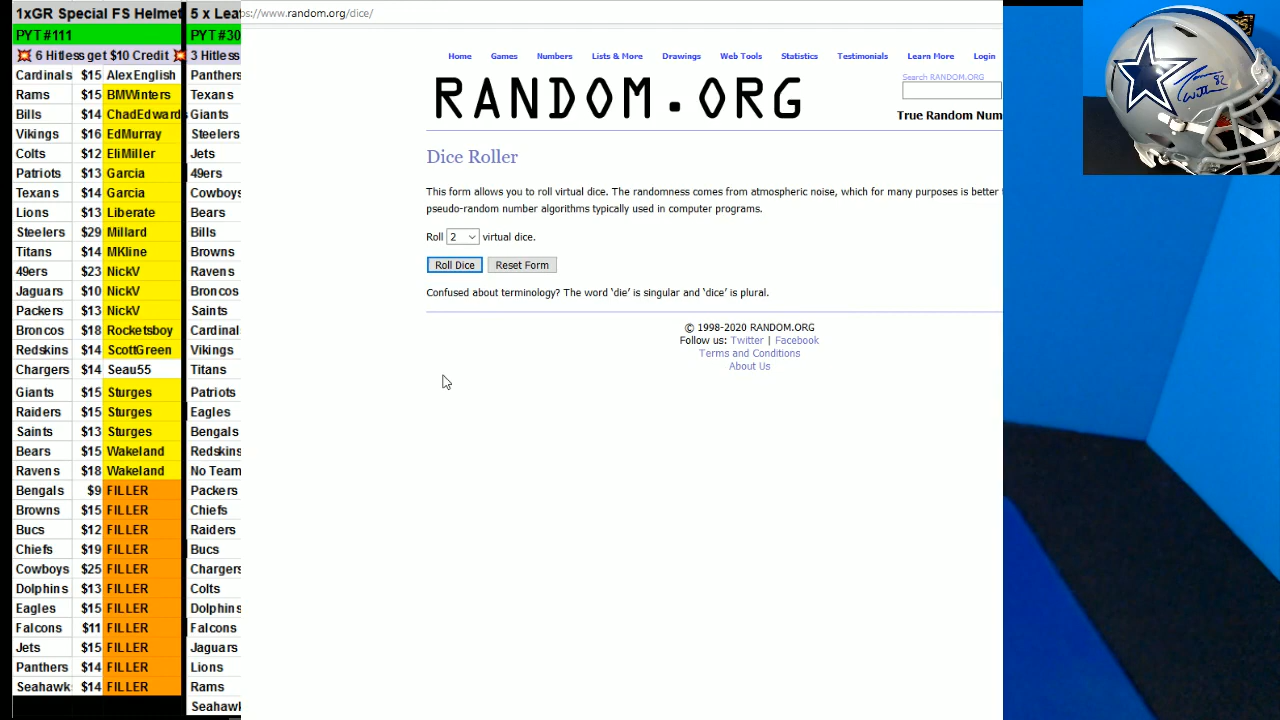 1xGR Special FS Helmet
PYT #111
6 Hitless get $10 Credit
Cardinals $15 AlexEnglish
Rams $15 BMWinters
Bills $14 ChadEwards
Vikings $16 EdMurray
Colts $12 EliMiller
Patriots $13 Garcia
Texans $14 Garcia
Lions $13 Liberate
Steelers $29 Millard
Titans $14 MKline
49ers $23 NickV
Jaguars $10 NickV
Packers $13 NickV
Broncos $18 Rocketsboy
Redskins $14 ScottGreen
Chargers $14 Seau55
Giants $15 Sturges
Raiders $15 Sturges
Saints $13 Sturges
Bears $15 Wakeland
Ravens $18 Wakeland
Bengals $9 FILLER
Browns $15 FILLER
Bucs $12 FILLER
Chiefs $19 FILLER
Cowboys $25 FILLER
Dolphins $13 FILLER
Eagles $15 FILLER
Falcons $11 FILLER
Jets $15 FILLER
Panthers $14 FILLER
Seahawk $14 FILLER
5 x Lea
PYT #30
3 Hitless
Panthers
Texans
Giants
Steelers
Jets
49ers
Cowboys
Bears
Bills
Browns
Ravens
Broncos
Saints
Cardinal
Vikings
Titans
Patriots
Eagles
Bengals
Redskins
No Team
Packers
Chiefs
Raiders
Bucs
Chargers
Colts
Dolphins
Falcons
Jaguars
Lions
Rams
Seahawk
ps://www.random.org/dice/
Home Games Numbers Lists & More Drawings Web Tools Statistics Testimonials Learn More Login
RANDOM.ORG
Search RANDOM.ORG
True Random Num
Dice Roller
This form allows you to roll virtual dice. The randomness comes from atmospheric noise, which for many purposes is better
pseudo-random number algorithms typically used in computer programs.
Roll 2 virtual dice.
Roll Dice Reset Form
Confused about terminology? The word ‘die’ is singular and ‘dice’ is plural.
© 1998-2020 RANDOM.ORG
Follow us: Twitter | Facebook
Terms and Conditions
About Us